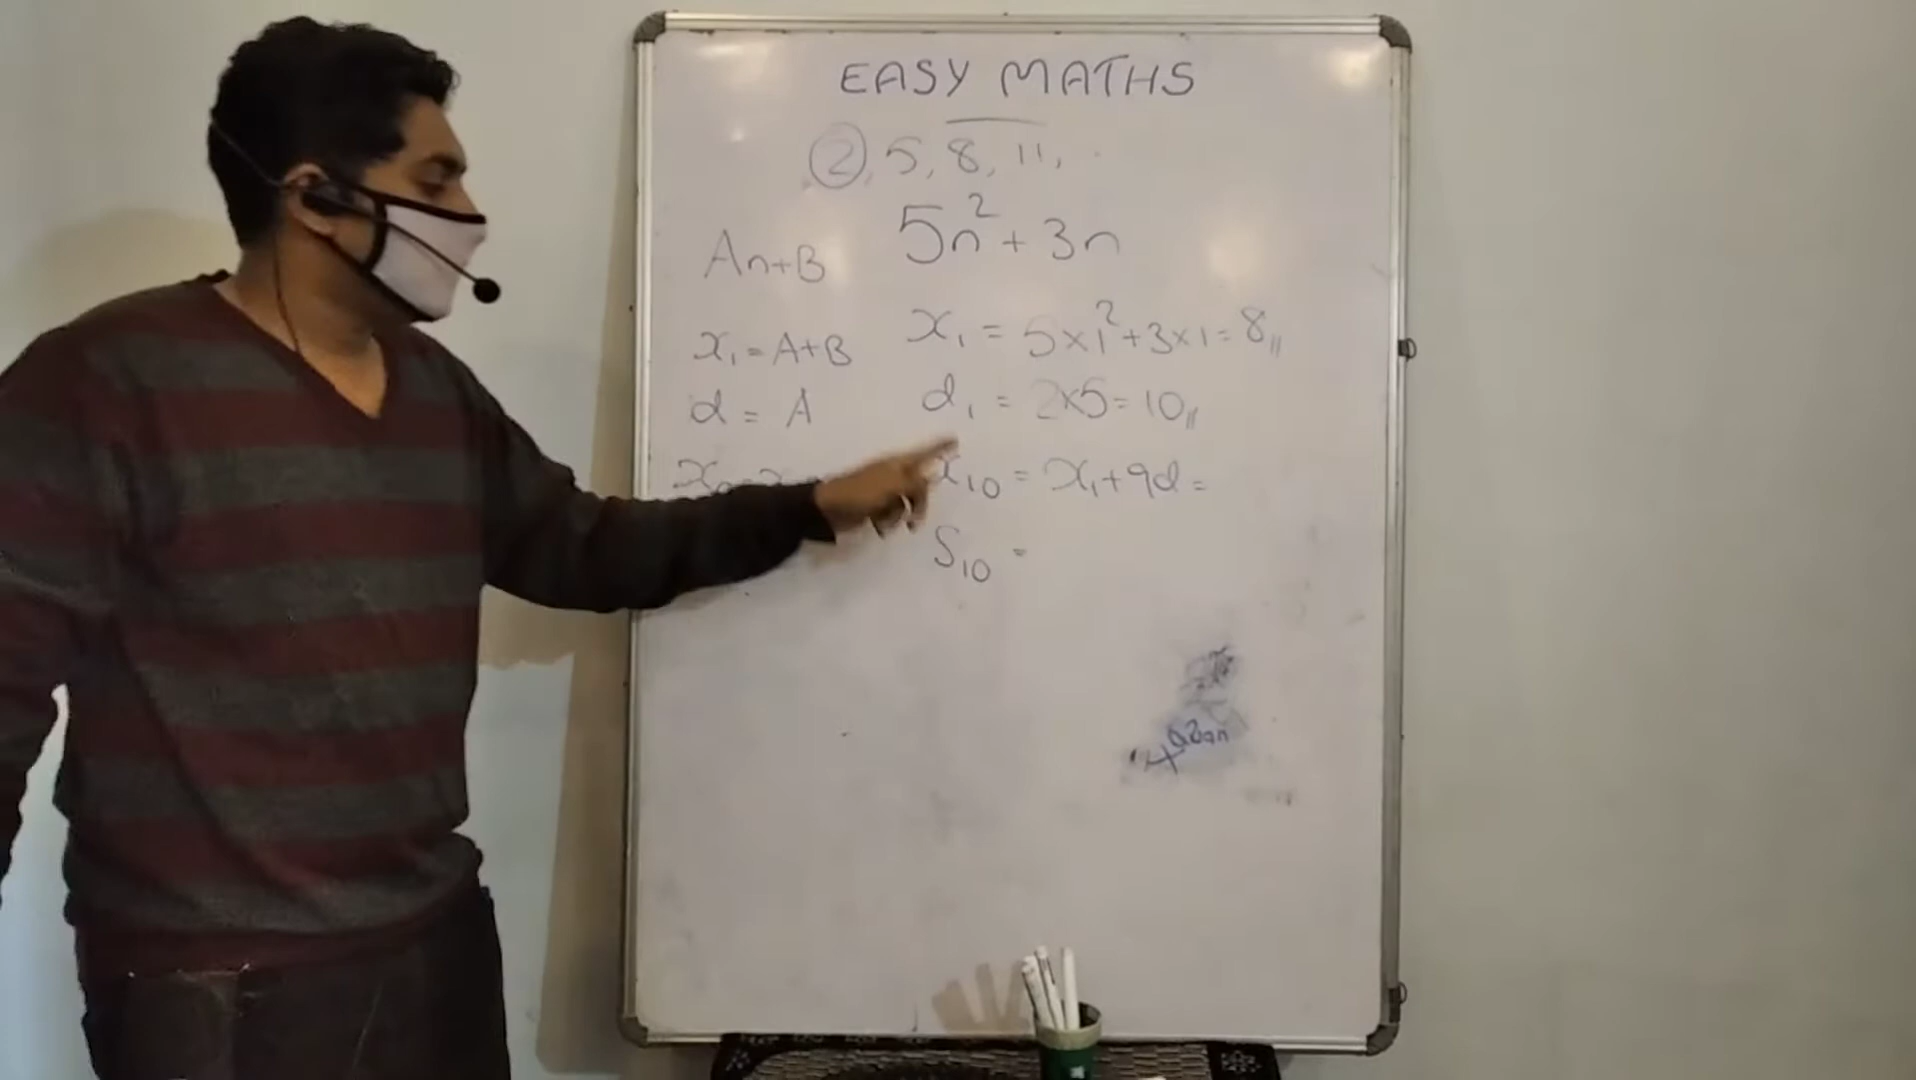 EASY MATHS
2, 5, 8, 11,
5n²+3n
An+B
x₁ = A+B
d = A
x₁ = 5×1²+3×1=8
d₁ = 2×5=10
x₁₀ = x₁+9d=
S₁₀ =